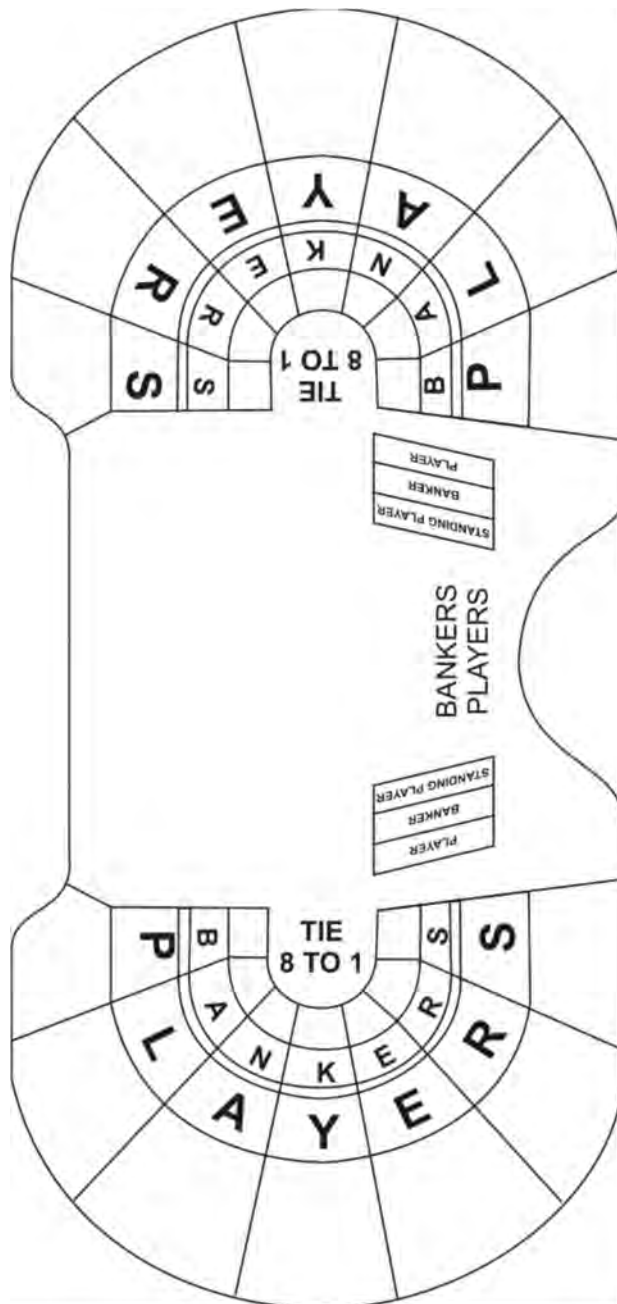 PLAYERS
BANKERS
TIE
8 TO 1
PLAYER
BANKER
STANDING PLAYER
BANKERS
PLAYERS
STANDING PLAYER
BANKER
PLAYER
TIE
8 TO 1
BANKERS
PLAYERS